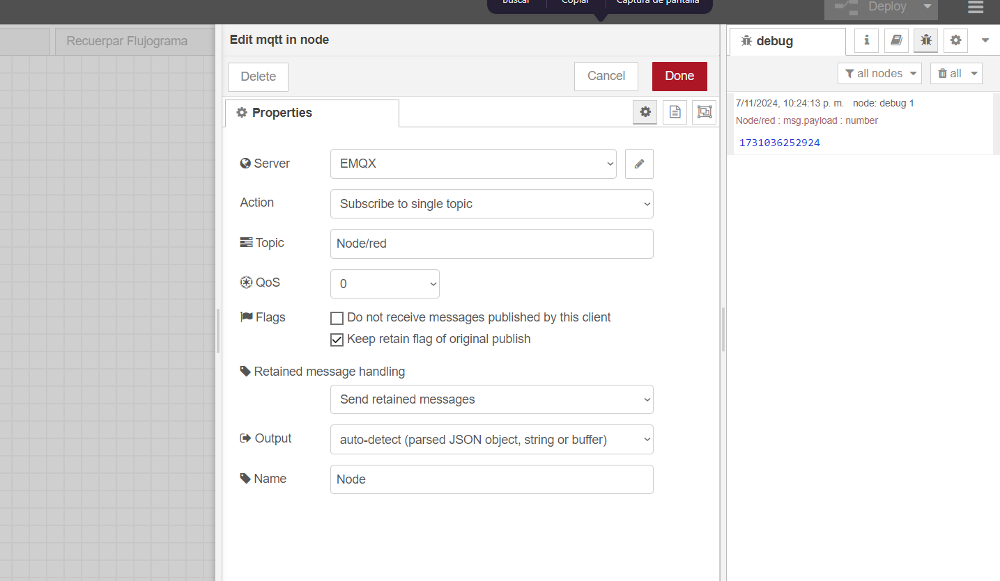 Buscar Copiar Captura de pantalla
Deploy
Recuerpar Flujograma
Edit mqtt in node
Delete Cancel Done
Properties
Server EMQX
Action Subscribe to single topic
Topic Node/red
QoS 0
Flags Do not receive messages published by this client
Keep retain flag of original publish
Retained message handling
Send retained messages
Output auto-detect (parsed JSON object, string or buffer)
Name Node
debug
all nodes all
7/11/2024, 10:24:13 p. m. node: debug 1
Node/red : msg.payload : number
1731036252924